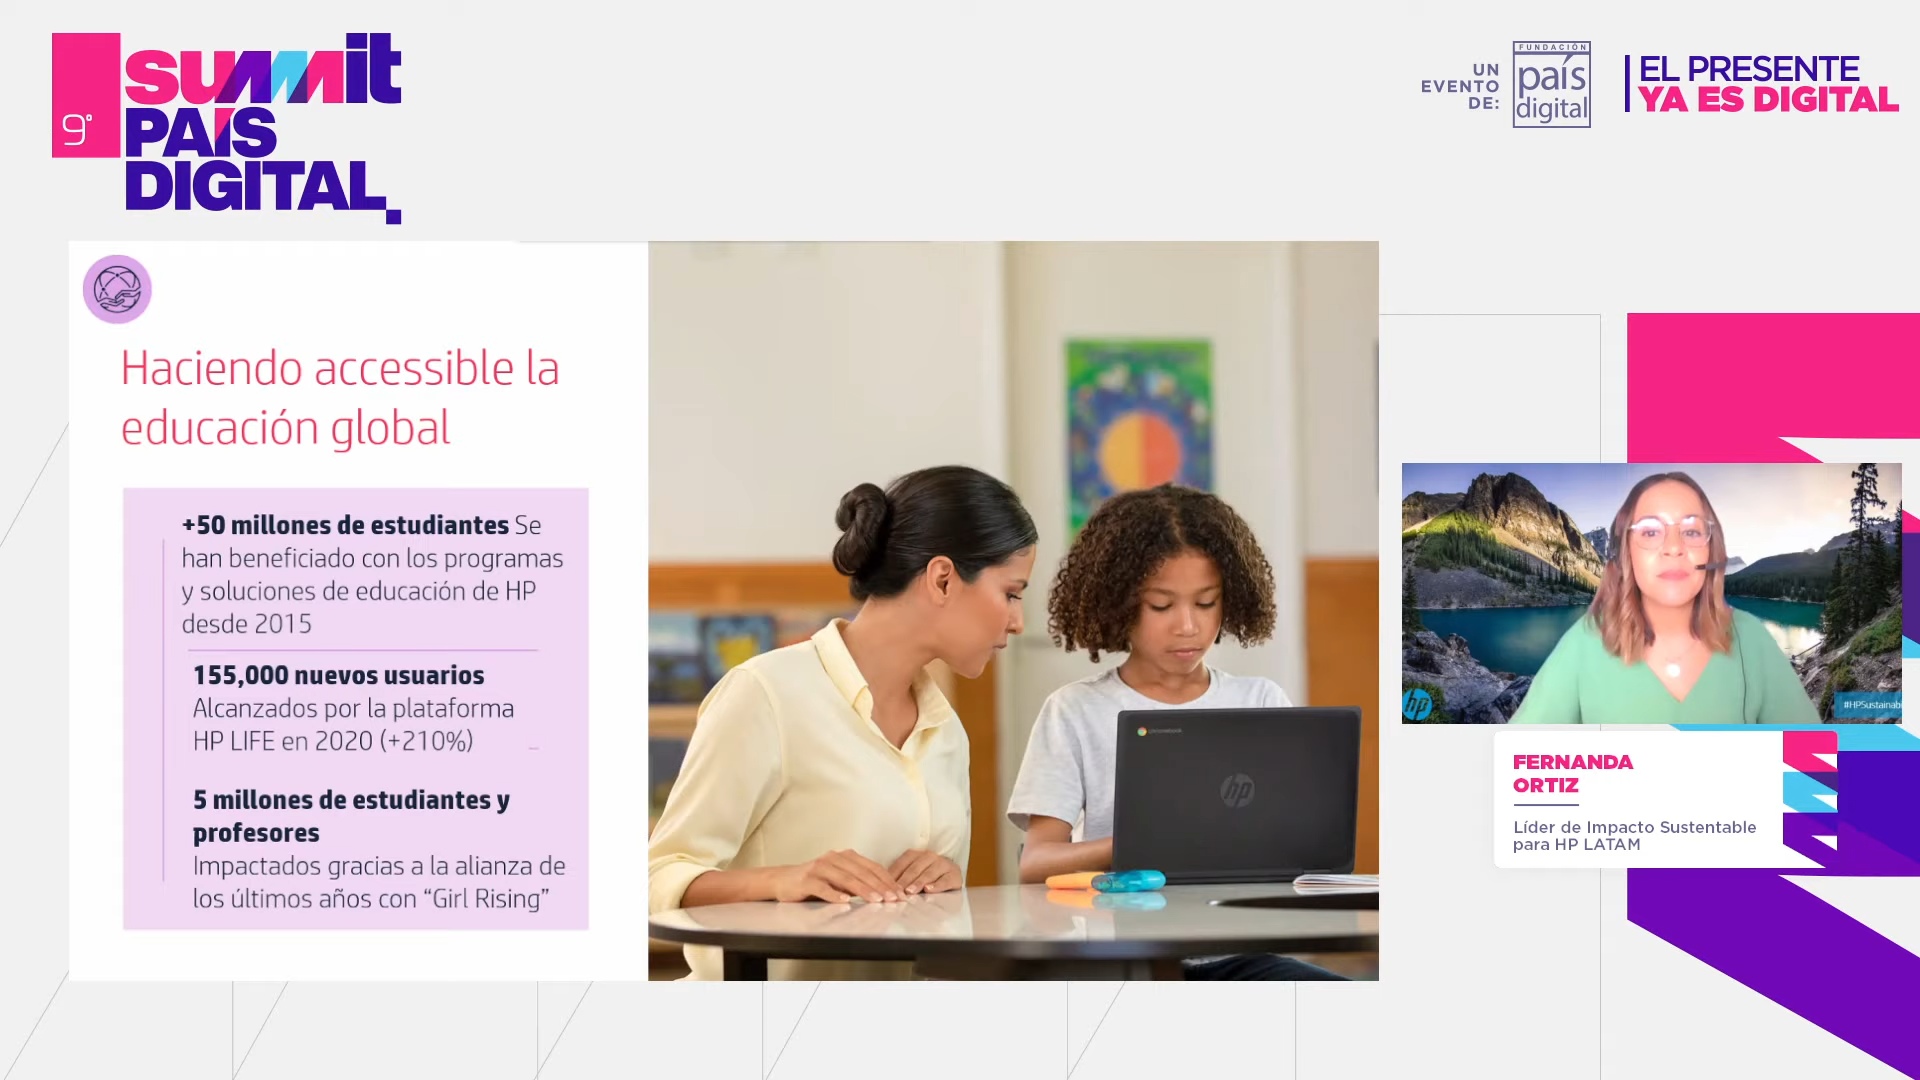 9°
summit
PAÍS
DIGITAL
UN
EVENTO
DE:
FUNDACIÓN
país
digital
EL PRESENTE
YA ES DIGITAL
Haciendo accessible la
educación global
+50 millones de estudiantes Se
han beneficiado con los programas
y soluciones de educación de HP
desde 2015
155,000 nuevos usuarios
Alcanzados por la plataforma
HP LIFE en 2020 (+210%)
5 millones de estudiantes y
profesores
Impactados gracias a la alianza de
los últimos años con “Girl Rising”
hp
hp
#HPSustainab
FERNANDA
ORTIZ
Líder de Impacto Sustentable
para HP LATAM